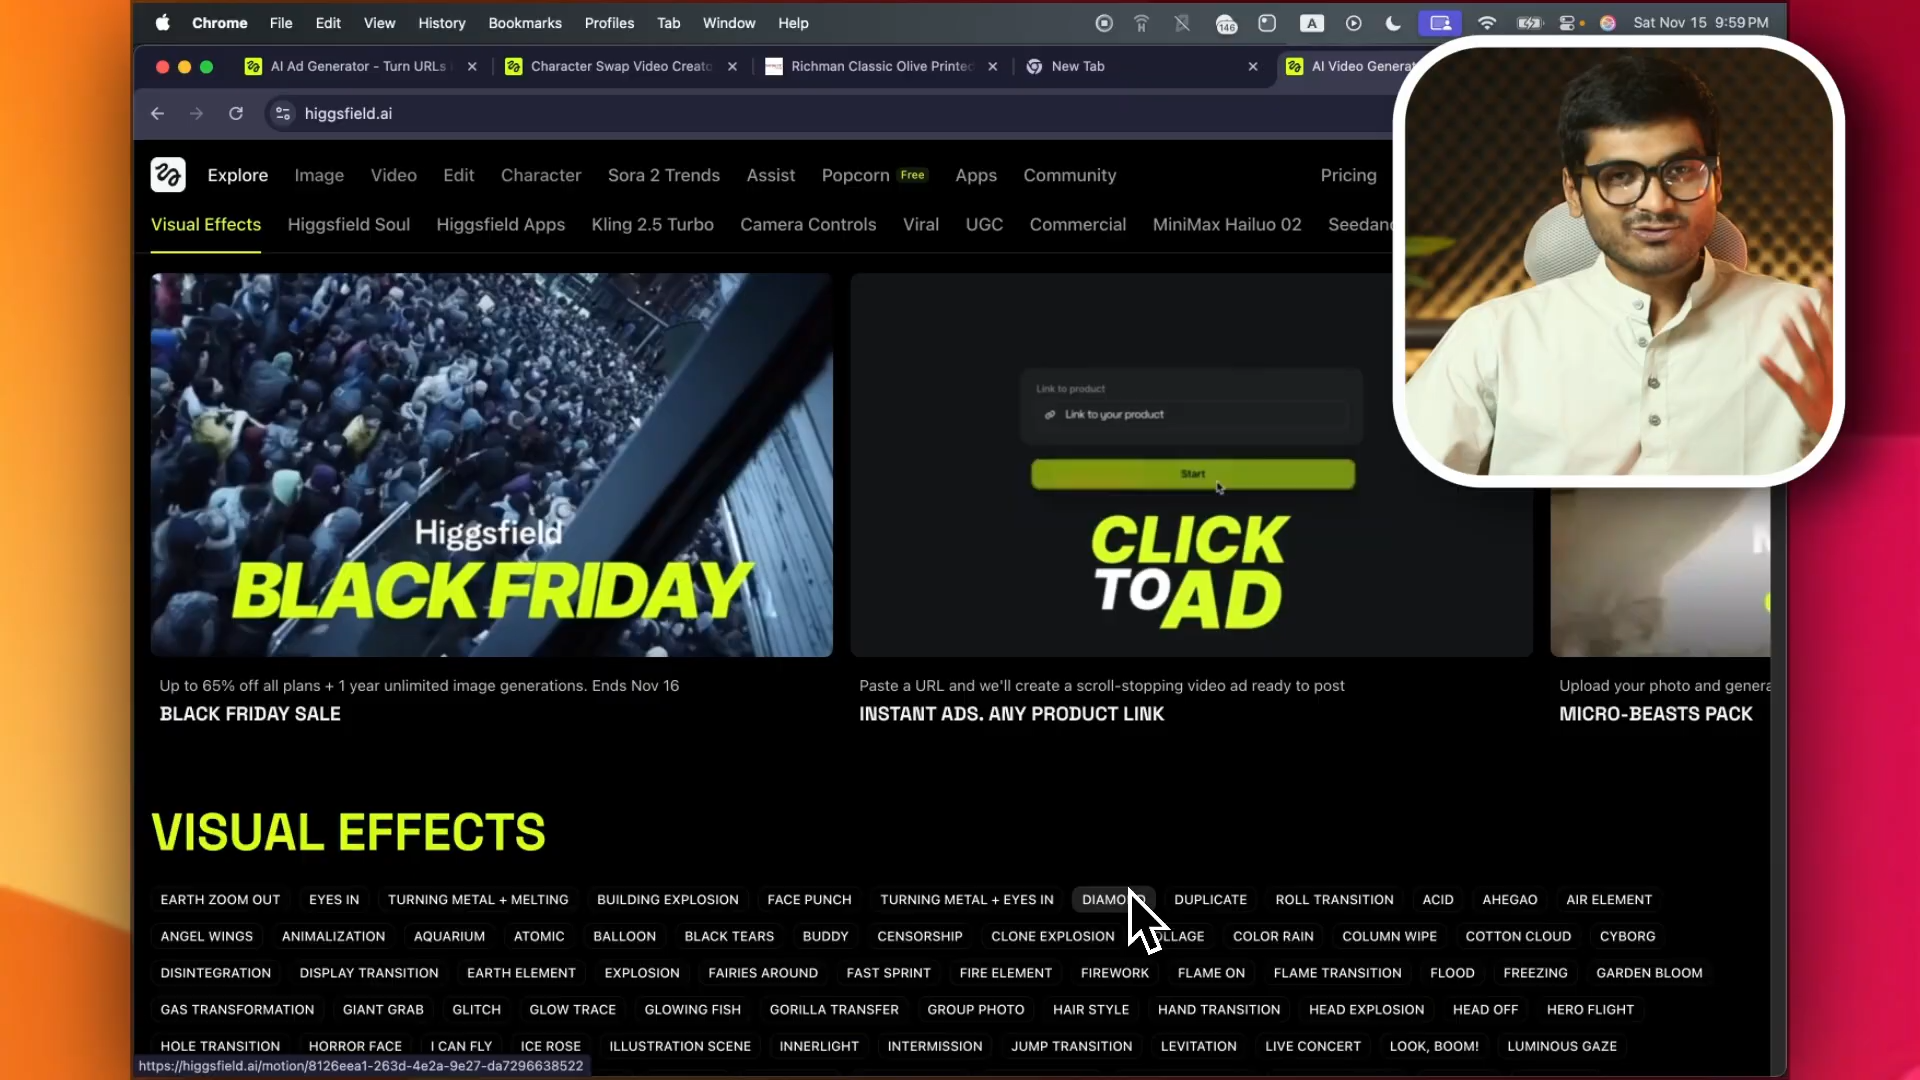 Chrome File Edit View History Bookmarks Profiles Tab Window Help
146
A
Sat Nov 15 9:59 PM
AI Ad Generator - Turn URLs
Character Swap Video Creato
Richman Classic Olive Printed
New Tab
AI Video Generat
higgsfield.ai
Explore Image Video Edit Character Sora 2 Trends Assist Popcorn Free Apps Community Pricing
Visual Effects Higgsfield Soul Higgsfield Apps Kling 2.5 Turbo Camera Controls Viral UGC Commercial MiniMax Hailuo 02 Seedanc
Higgsfield
BLACK FRIDAY
Link to product
Link to your product
Start
CLICK
TO AD
Up to 65% off all plans + 1 year unlimited image generations. Ends Nov 16
BLACK FRIDAY SALE
Paste a URL and we'll create a scroll-stopping video ad ready to post
INSTANT ADS. ANY PRODUCT LINK
Upload your photo and genera
MICRO-BEASTS PACK
VISUAL EFFECTS
EARTH ZOOM OUT EYES IN TURNING METAL + MELTING BUILDING EXPLOSION FACE PUNCH TURNING METAL + EYES IN DIAMOND DUPLICATE ROLL TRANSITION ACID AHEGAO AIR ELEMENT
ANGEL WINGS ANIMALIZATION AQUARIUM ATOMIC BALLOON BLACK TEARS BUDDY CENSORSHIP CLONE EXPLOSION COLLAGE COLOR RAIN COLUMN WIPE COTTON CLOUD CYBORG
DISINTEGRATION DISPLAY TRANSITION EARTH ELEMENT EXPLOSION FAIRIES AROUND FAST SPRINT FIRE ELEMENT FIREWORK FLAME ON FLAME TRANSITION FLOOD FREEZING GARDEN BLOOM
GAS TRANSFORMATION GIANT GRAB GLITCH GLOW TRACE GLOWING FISH GORILLA TRANSFER GROUP PHOTO HAIR STYLE HAND TRANSITION HEAD EXPLOSION HEAD OFF HERO FLIGHT
HOLE TRANSITION HORROR FACE I CAN FLY ICE ROSE ILLUSTRATION SCENE INNERLIGHT INTERMISSION JUMP TRANSITION LEVITATION LIVE CONCERT LOOK, BOOM! LUMINOUS GAZE
https://higgsfield.ai/motion/8126eea1-263d-4e2a-9e27-da7296638522